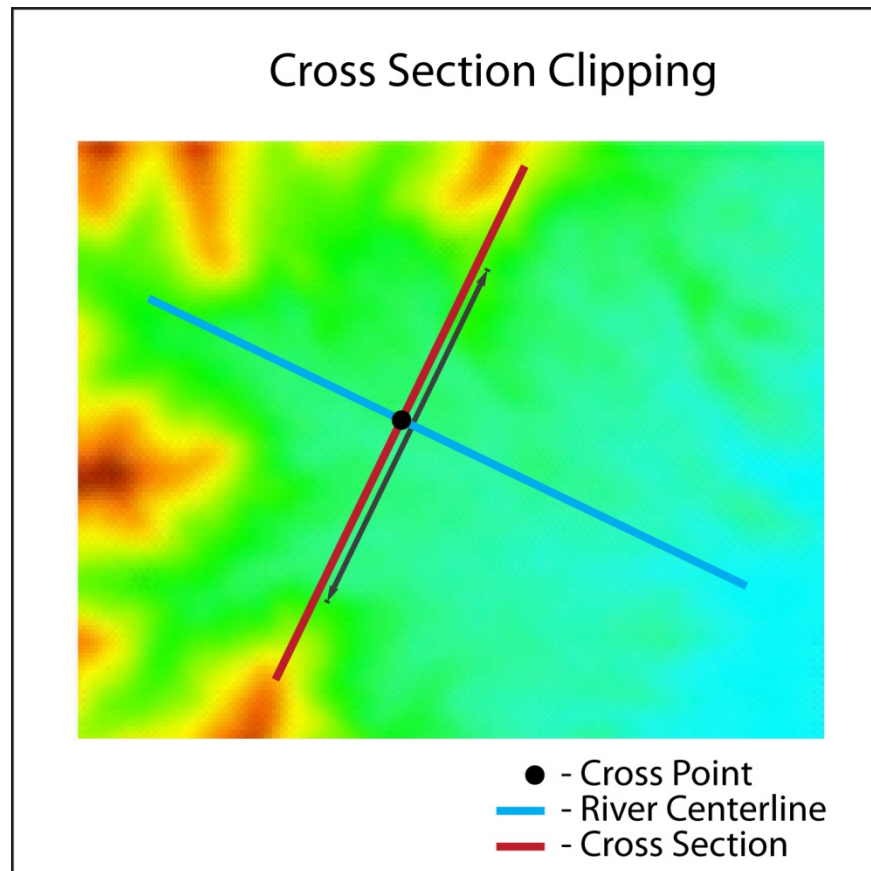 Cross Section Clipping
- Cross Point
- River Centerline
- Cross Section